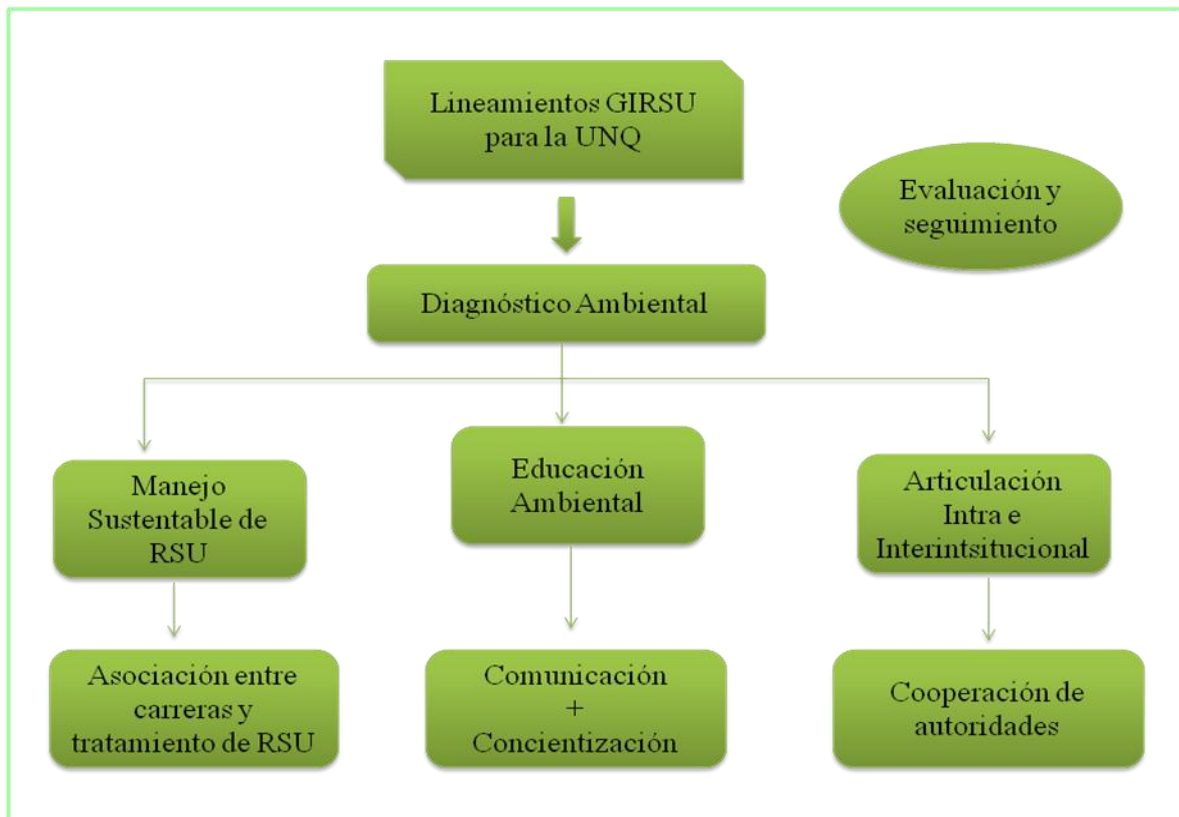 Lineamientos GIRSU
para la UNQ
Evaluación y
seguimiento
Diagnóstico Ambiental
Manejo
Sustentable de
RSU
Educación
Ambiental
Articulación
Intra e
Interintsitucional
Asociación entre
carreras y
tratamiento de RSU
Comunicación
+
Concientización
Cooperación de
autoridades